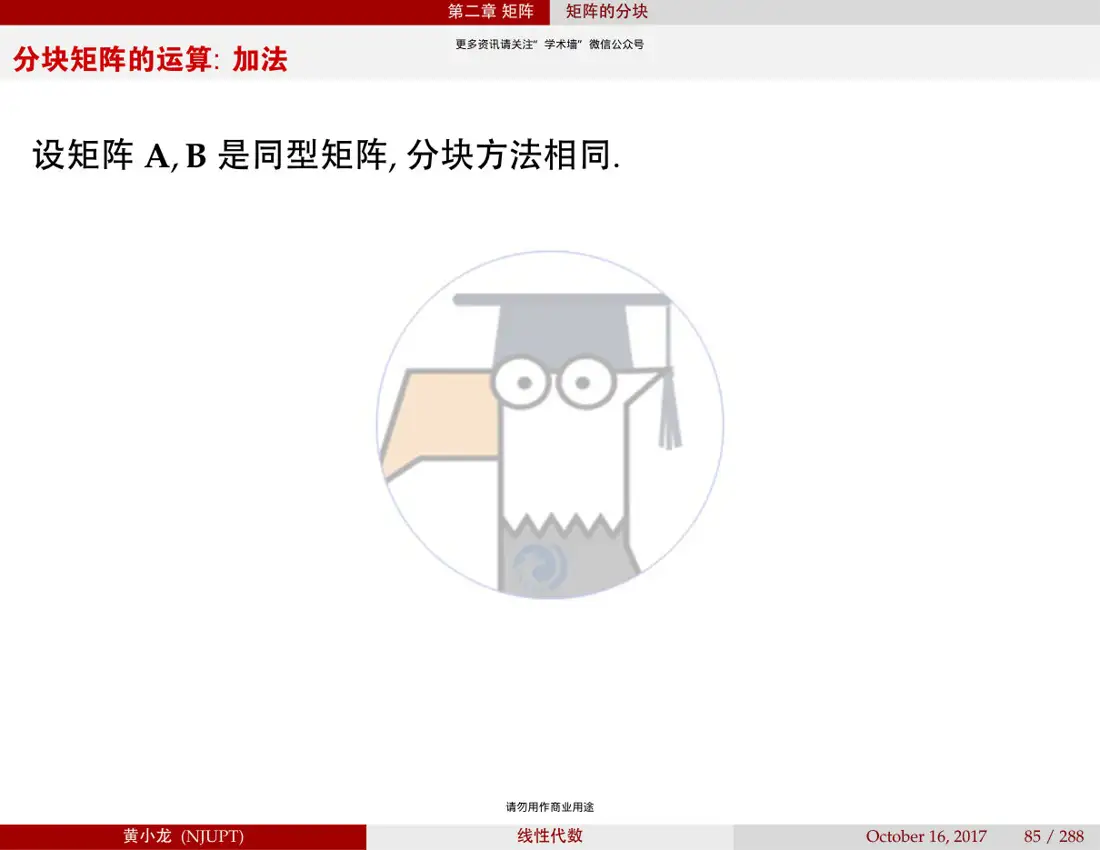 第二章 矩阵 矩阵的分块
更多资讯请关注“学术墙”微信公众号
分块矩阵的运算: 加法
设矩阵 A, B 是同型矩阵, 分块方法相同.
请勿用作商业用途
黄小龙 (NJUPT) 线性代数 October 16, 2017 85 / 288